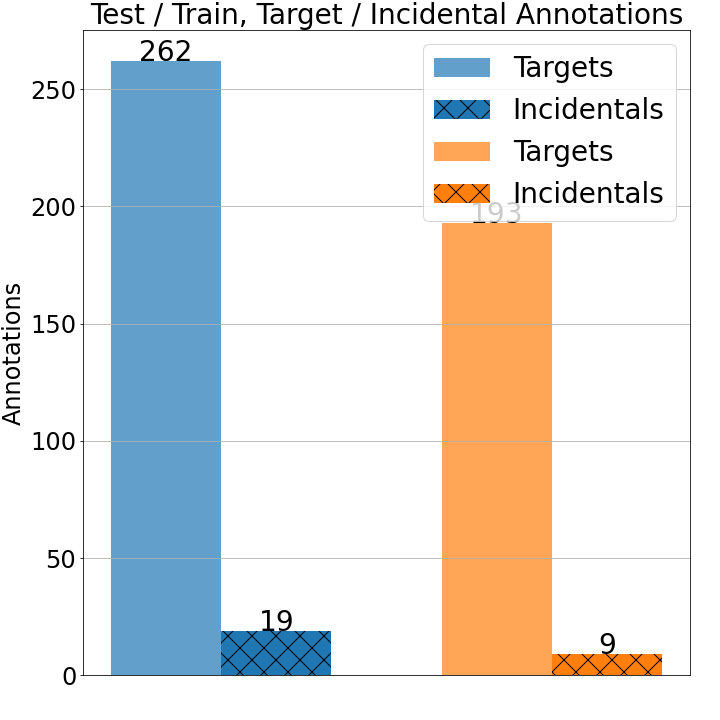 Test / Train, Target / Incidental Annotations
262
Targets
Incidentals
Targets
Incidentals
193
19
9
Annotations
250
200
150
100
50
0